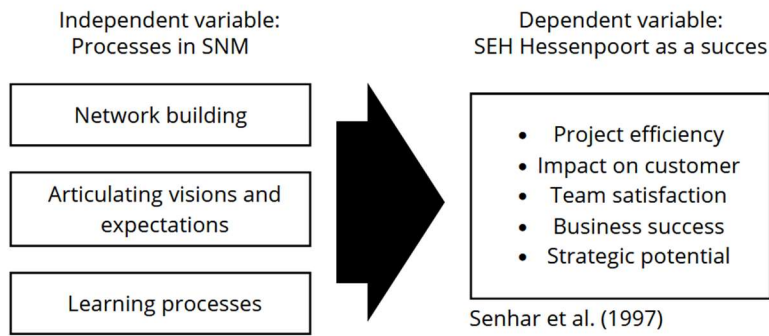 Independent variable:
Processes in SNM
Network building
Articulating visions and
expectations
Learning processes
Dependent variable:
SEH Hessenpoort as a succes
• Project efficiency
• Impact on customer
• Team satisfaction
• Business success
• Strategic potential
Senhar et al. (1997)